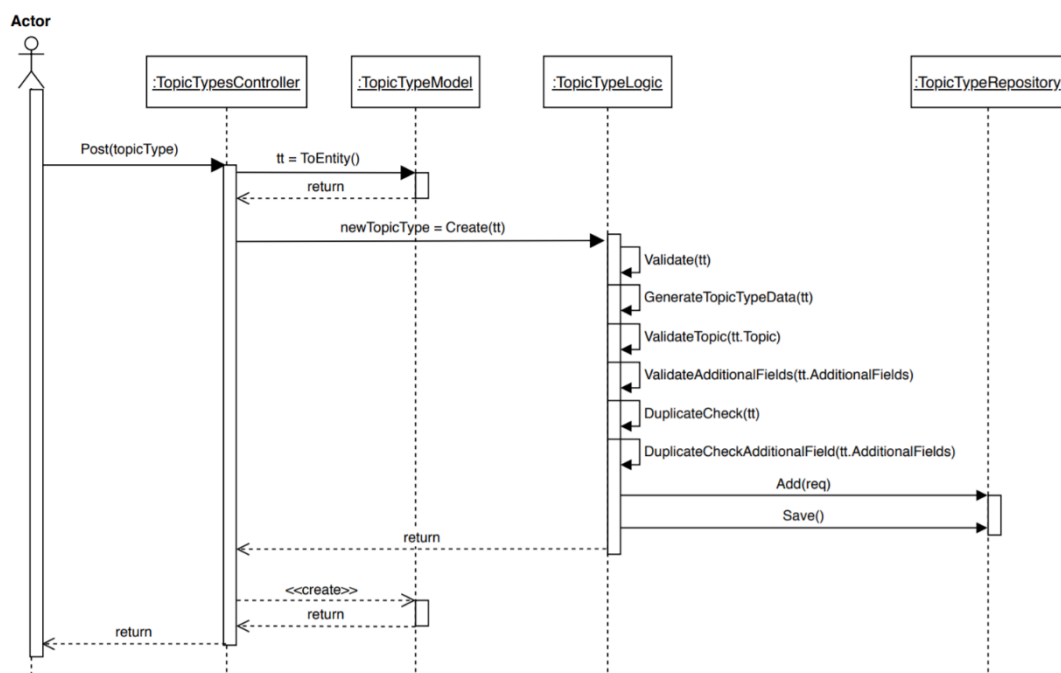 Actor
:TopicTypesController
:TopicTypeModel
:TopicTypeLogic
:TopicTypeRepository
Post(topicType)
tt = ToEntity()
return
newTopicType = Create(tt)
Validate(tt)
GenerateTopicTypeData(tt)
ValidateTopic(tt.Topic)
ValidateAdditionalFields(tt.AdditionalFields)
DuplicateCheck(tt)
DuplicateCheckAdditionalField(tt.AdditionalFields)
Add(req)
Save()
return
<<create>>
return
return